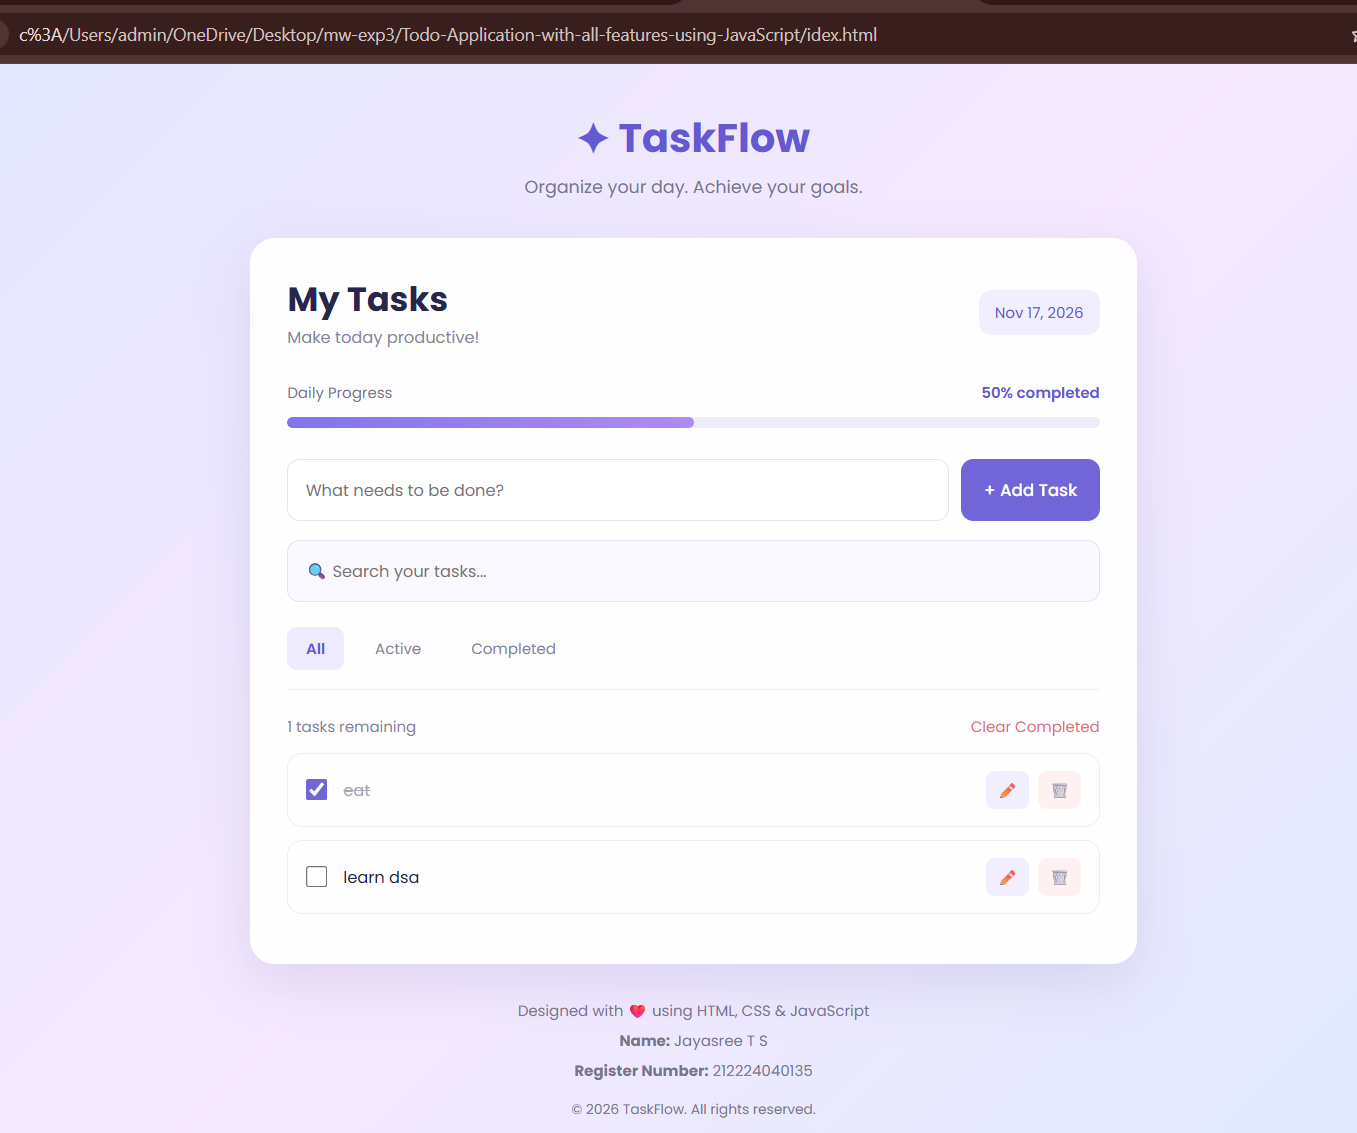 c%3A/Users/admin/OneDrive/Desktop/mw-exp3/Todo-Application-with-all-features-using-JavaScript/idex.html
✦ TaskFlow
Organize your day. Achieve your goals.
My Tasks
Make today productive!
Nov 17, 2026
Daily Progress
50% completed
What needs to be done?
+ Add Task
🔍 Search your tasks...
All
Active
Completed
1 tasks remaining
Clear Completed
eat
learn dsa
Designed with ❤️ using HTML, CSS & JavaScript
Name: Jayasree T S
Register Number: 212224040135
© 2026 TaskFlow. All rights reserved.